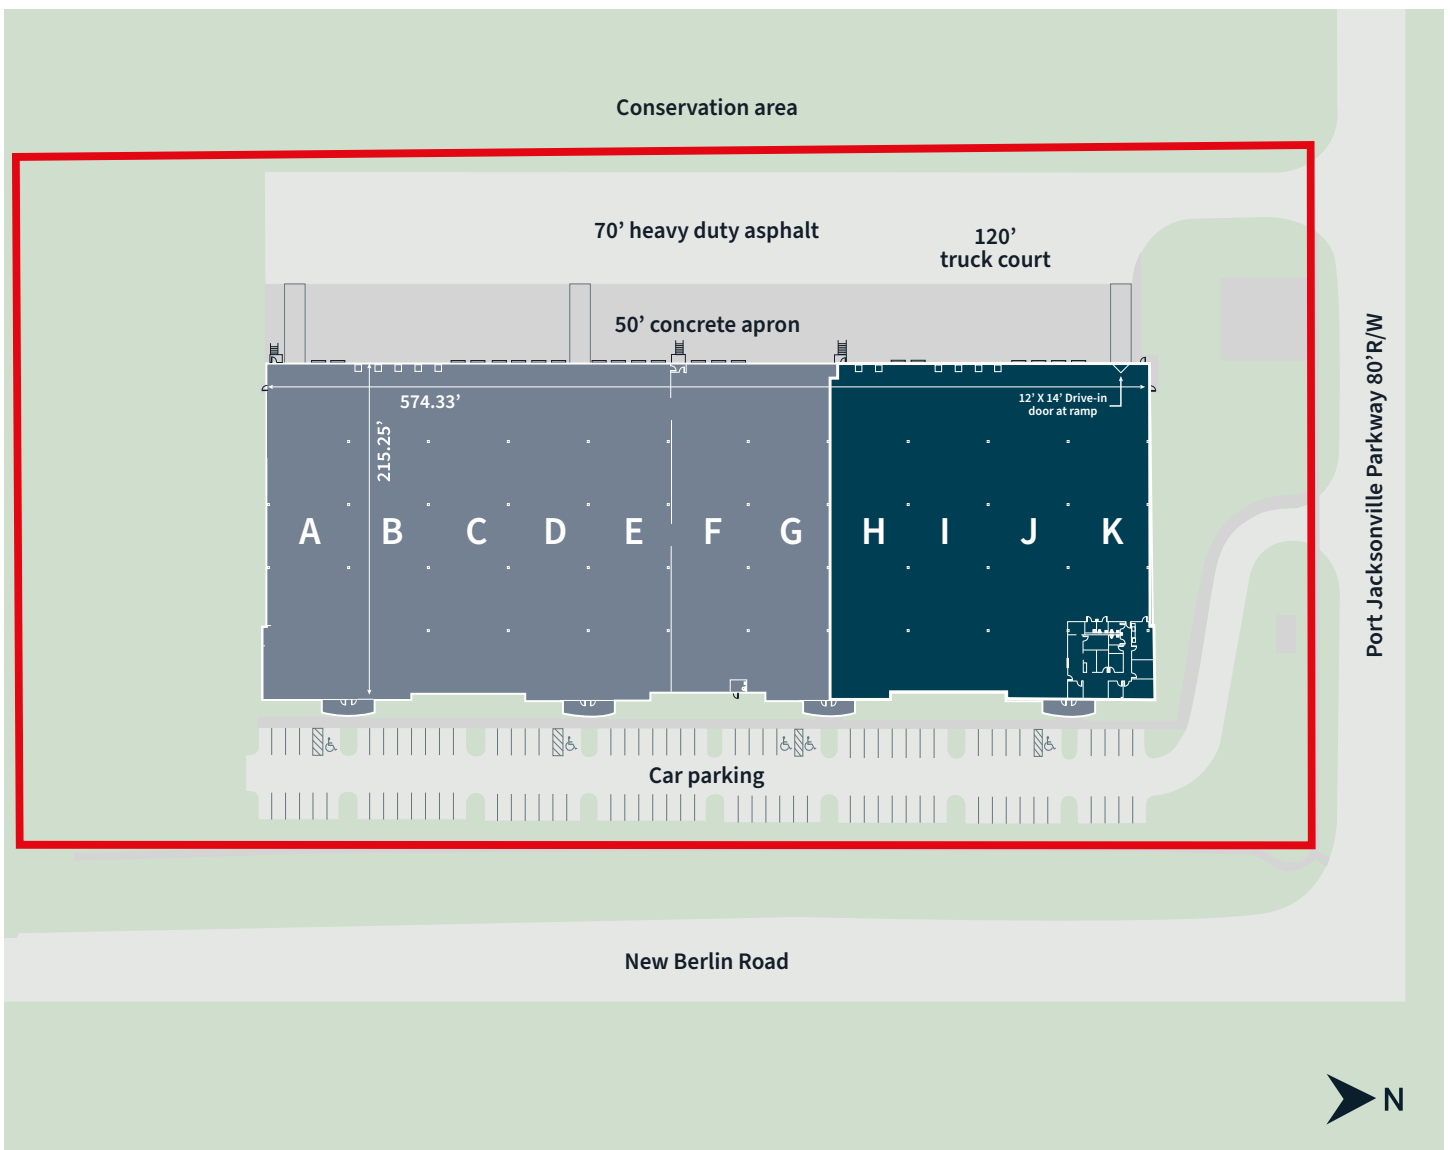 Conservation area
70’ heavy duty asphalt
120’
truck court
50’ concrete apron
574.33’
215.25’
12’ X 14’ Drive-in
door at ramp
A B C D E F G H I J K
Port Jacksonville Parkway 80’R/W
Car parking
New Berlin Road
N